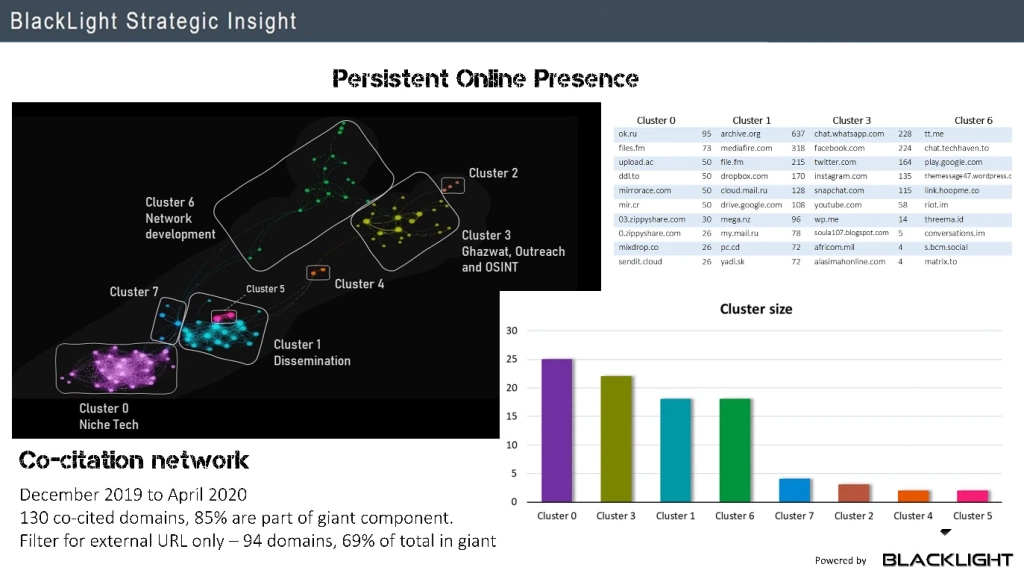 BlackLight Strategic Insight
Persistent Online Presence
Cluster 6
Network
development
Cluster 2
Cluster 3
Ghazwat, Outreach
and OSINT
Cluster 4
Cluster 5
Cluster 7
Cluster 1
Dissemination
Cluster 0
Niche Tech
Cluster 0 Cluster 1 Cluster 3 Cluster 6
ok.ru 95 archive.org 637 chat.whatsapp.com 228 tt.me
files.fm 73 mediafire.com 318 facebook.com 224 chat.techhaven.to
upload.ac 50 file.fm 215 twitter.com 164 play.google.com
ddl.to 50 dropbox.com 170 instagram.com 135 themessage47.wordpress.c
mirrorace.com 50 cloud.mail.ru 128 snapchat.com 115 link.hoopme.co
mir.cr 50 drive.google.com 108 youtube.com 58 riot.im
03.zippyshare.com 30 mega.nz 96 wp.me 14 threema.id
0.zippyshare.com 26 my.mail.ru 78 soula107.blogspot.com 5 conversations.im
mixdrop.co 26 pc.cd 72 africom.mil 4 s.bcm.social
sendit.cloud 26 yadi.sk 72 alasimahonline.com 4 matrix.to
Cluster size
30
25
20
15
10
5
0
Cluster 0 Cluster 3 Cluster 1 Cluster 6 Cluster 7 Cluster 2 Cluster 4 Cluster 5
Co-citation network
December 2019 to April 2020
130 co-cited domains, 85% are part of giant component.
Filter for external URL only – 94 domains, 69% of total in giant
Powered by BLACKLIGHT